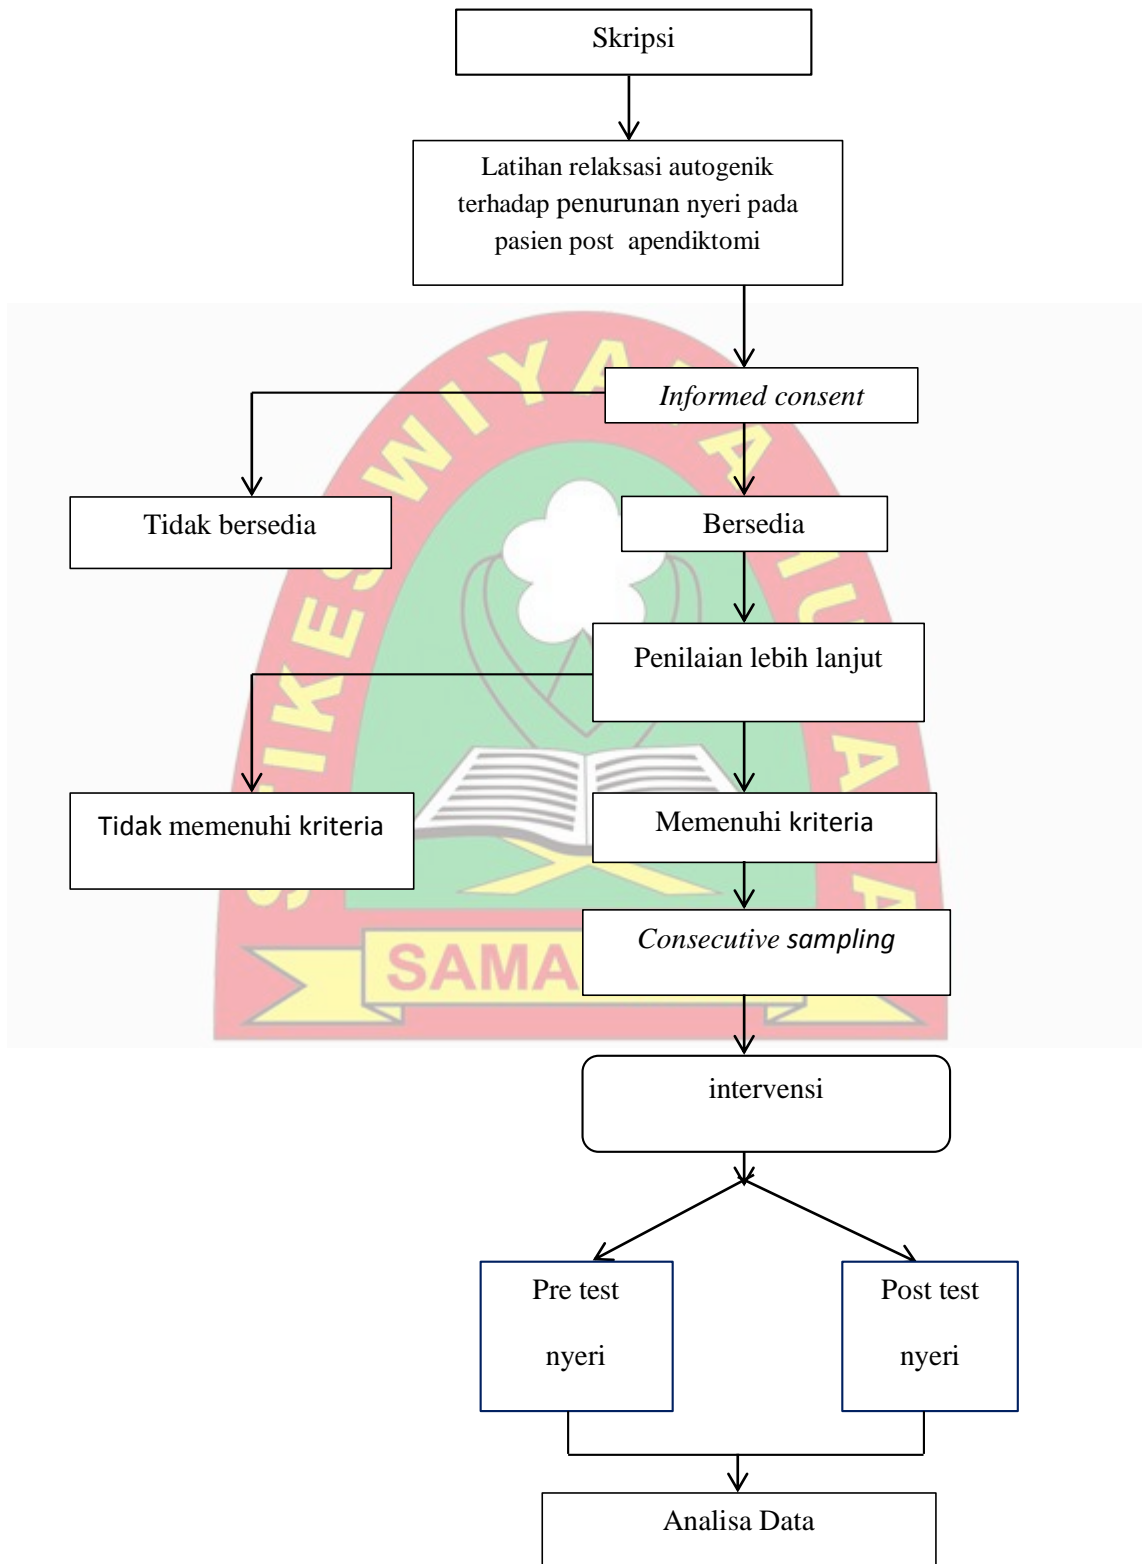 Skripsi
Latihan relaksasi autogenik
terhadap penurunan nyeri pada
pasien post apendiktomi
Informed consent
Tidak bersedia
Bersedia
Penilaian lebih lanjut
Tidak memenuhi kriteria
Memenuhi kriteria
Consecutive sampling
intervensi
Pre test
nyeri
Post test
nyeri
Analisa Data